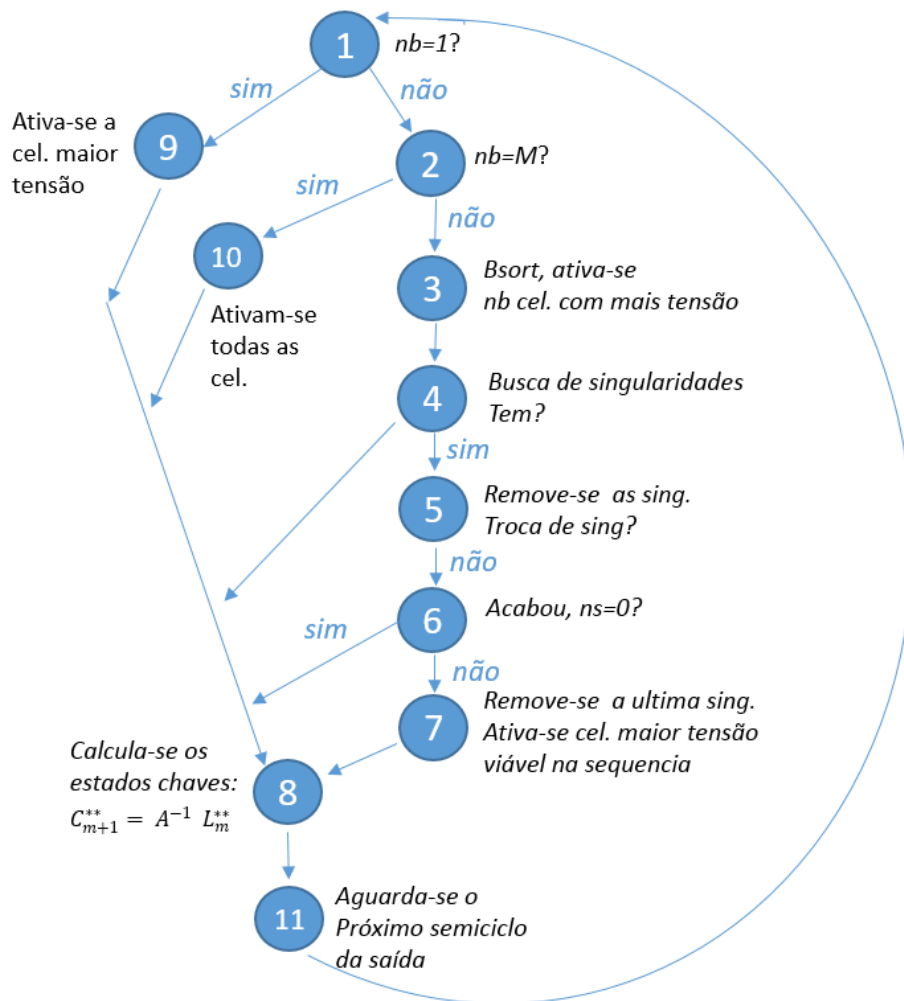 1
nb=1?
sim
não
Ativa-se a
cel. maior
tensão
9
2
nb=M?
sim
não
10
Ativam-se
todas as
cel.
3
Bsort, ativa-se
nb cel. com mais tensão
4
Busca de singularidades
Tem?
sim
5
Remove-se as sing.
Troca de sing?
não
6
Acabou, ns=0?
sim
não
7
Remove-se a ultima sing.
Ativa-se cel. maior tensão
viável na sequencia
Calcula-se os
estados chaves:
$C_{m+1}^{**} = A^{-1} L_m^{**}$
8
11
Aguarda-se o
Próximo semiciclo
da saída